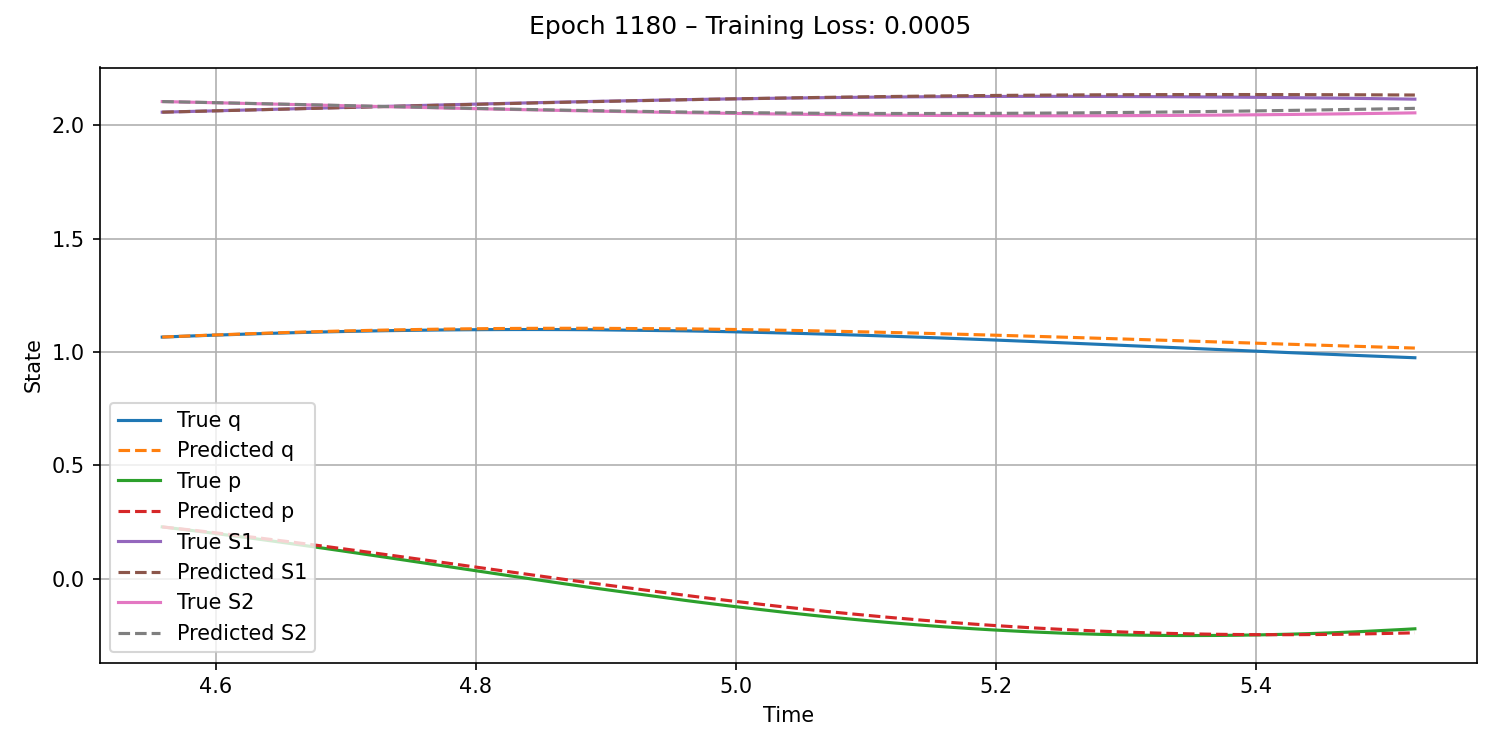 Epoch 1180 – Training Loss: 0.0005
State
2.0
1.5
1.0
0.5
0.0
True q
Predicted q
True p
Predicted p
True S1
Predicted S1
True S2
Predicted S2
4.6
4.8
5.0
5.2
5.4
Time